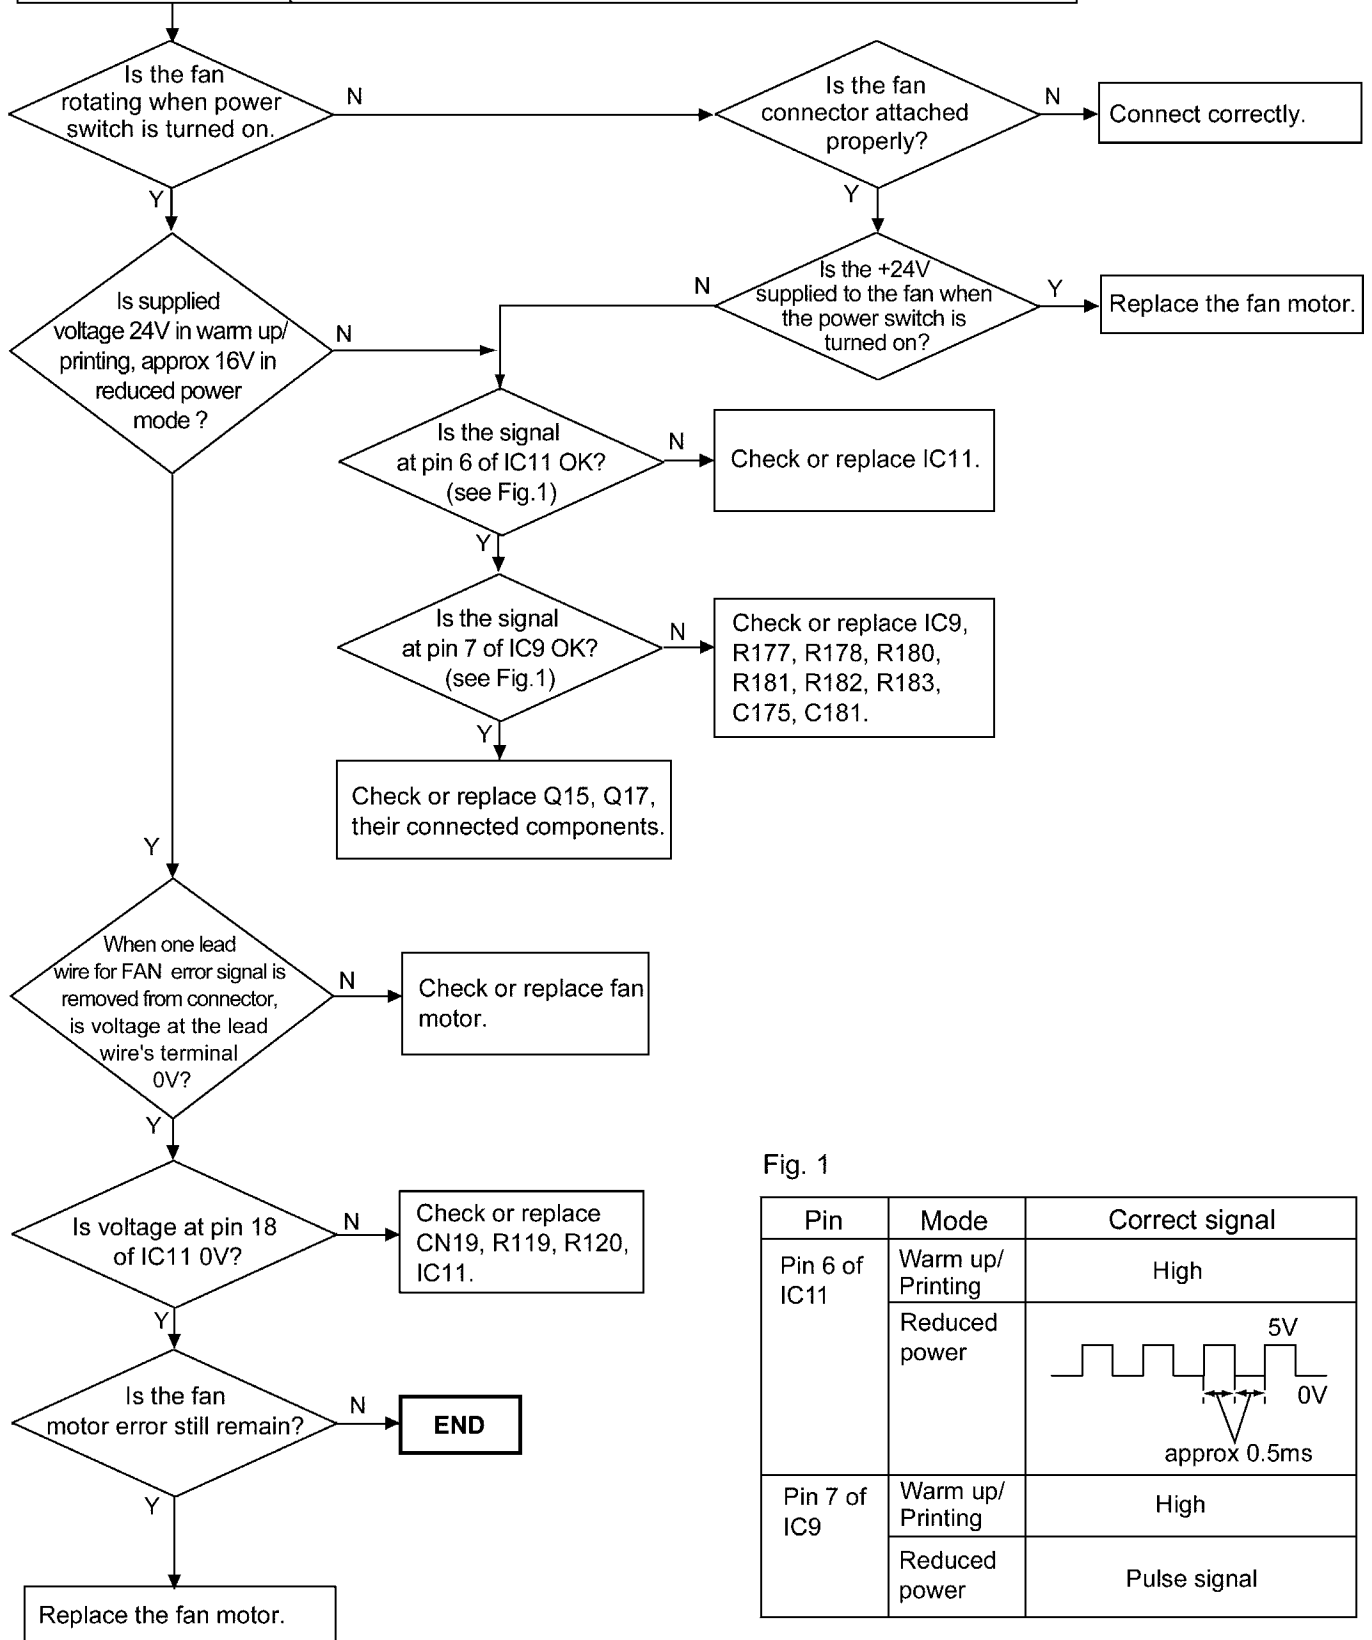 Is the fan
rotating when power
switch is turned on.
N
Is the fan
connector attached
properly?
N
Connect correctly.
Y
Y
Is supplied
voltage 24V in warm up/
printing, approx 16V in
reduced power
mode ?
N
N
Is the +24V
supplied to the fan when
the power switch is
turned on?
Y
Replace the fan motor.
Is the signal
at pin 6 of IC11 OK?
(see Fig.1)
N
Check or replace IC11.
Y
Is the signal
at pin 7 of IC9 OK?
(see Fig.1)
N
Check or replace IC9,
R177, R178, R180,
R181, R182, R183,
C175, C181.
Y
Check or replace Q15, Q17,
their connected components.
Y
When one lead
wire for FAN error signal is
removed from connector,
is voltage at the lead
wire's terminal
0V?
N
Check or replace fan
motor.
Y
Is voltage at pin 18
of IC11 0V?
N
Check or replace
CN19, R119, R120,
IC11.
Y
Is the fan
motor error still remain?
N
END
Y
Replace the fan motor.
Fig. 1
Pin Mode Correct signal
Pin 6 of
IC11
Warm up/
Printing
High
Reduced
power
5V
0V
approx 0.5ms
Pin 7 of
IC9
Warm up/
Printing
High
Reduced
power
Pulse signal